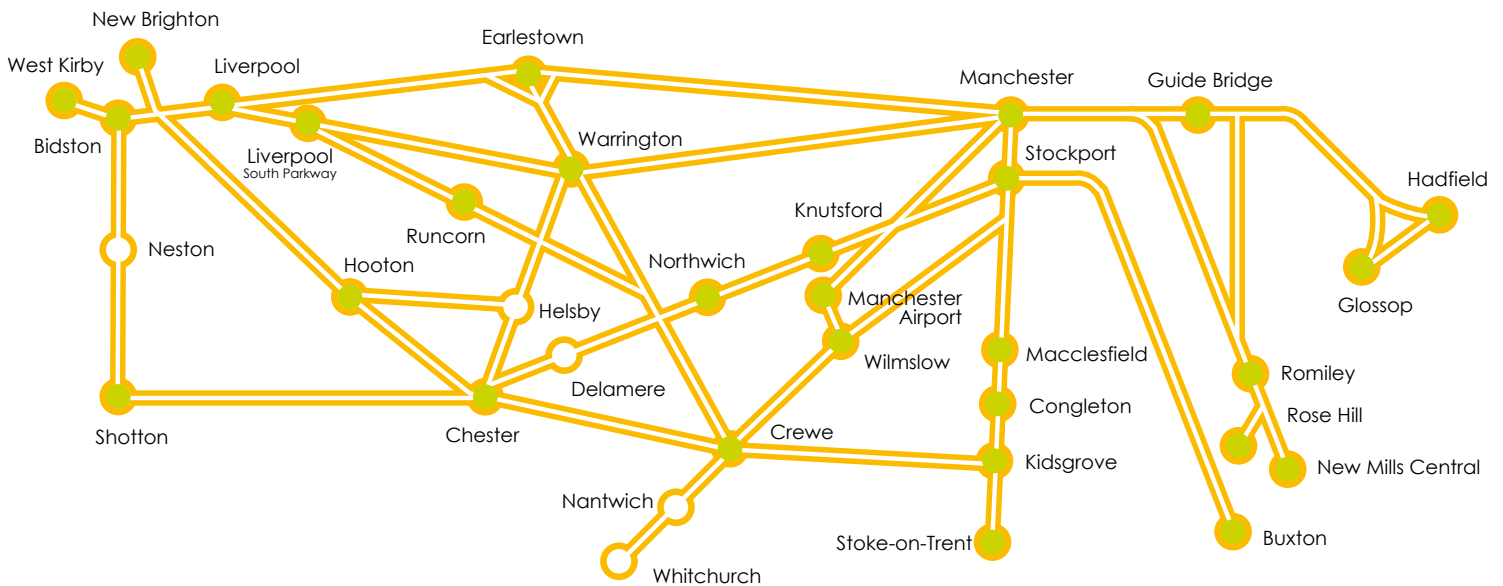 New Brighton
West Kirby
Liverpool
Earlestown
Manchester
Guide Bridge
Bidston
Liverpool
South Parkway
Warrington
Stockport
Hadfield
Neston
Runcorn
Knutsford
Hooton
Northwich
Helsby
Manchester
Airport
Glossop
Delamere
Wilmslow
Macclesfield
Romiley
Shotton
Chester
Congleton
Rose Hill
Crewe
Kidsgrove
New Mills Central
Nantwich
Stoke-on-Trent
Buxton
Whitchurch